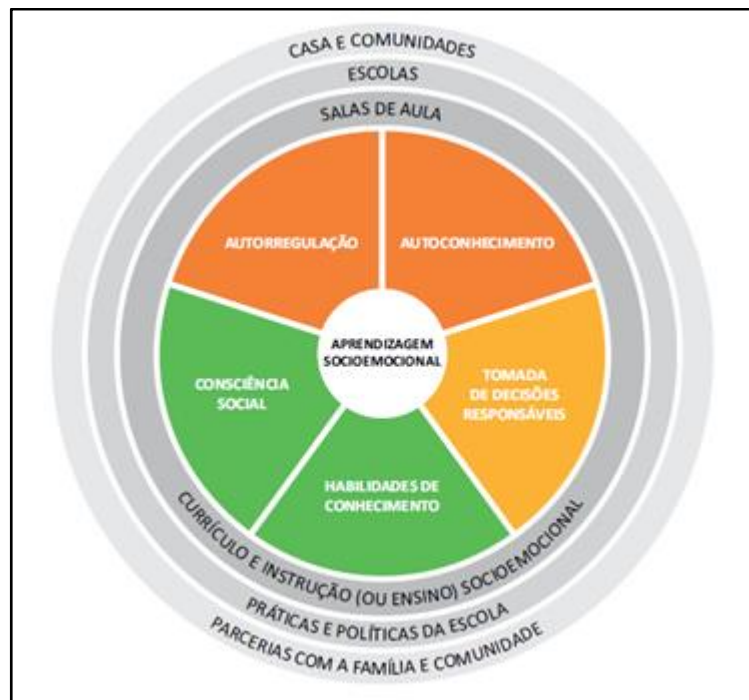 CASA E COMUNIDADES
ESCOLAS
SALAS DE AULA
AUTORREGULAÇÃO
AUTOCONHECIMENTO
APRENDIZAGEM
SOCIOEMOCIONAL
CONSCIÊNCIA
SOCIAL
TOMADA
DE DECISÕES
RESPONSÁVEIS
HABILIDADES DE
CONHECIMENTO
CURRÍCULO E INSTRUÇÃO (OU ENSINO) SOCIOEMOCIONAL
PRÁTICAS E POLÍTICAS DA ESCOLA
PARCERIAS COM A FAMÍLIA E COMUNIDADE